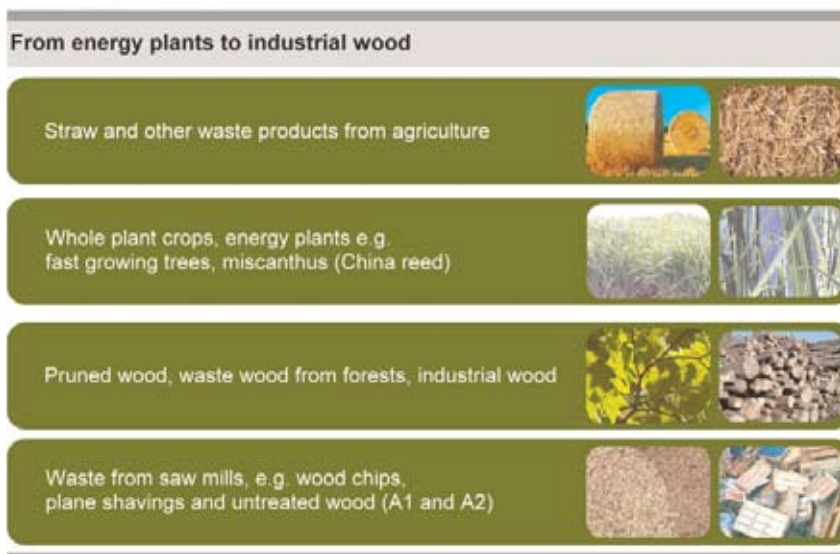 From energy plants to industrial wood
Straw and other waste products from agriculture
Whole plant crops, energy plants e.g.
fast growing trees, miscanthus (China reed)
Pruned wood, waste wood from forests, industrial wood
Waste from saw mills, e.g. wood chips,
plane shavings and untreated wood (A1 and A2)